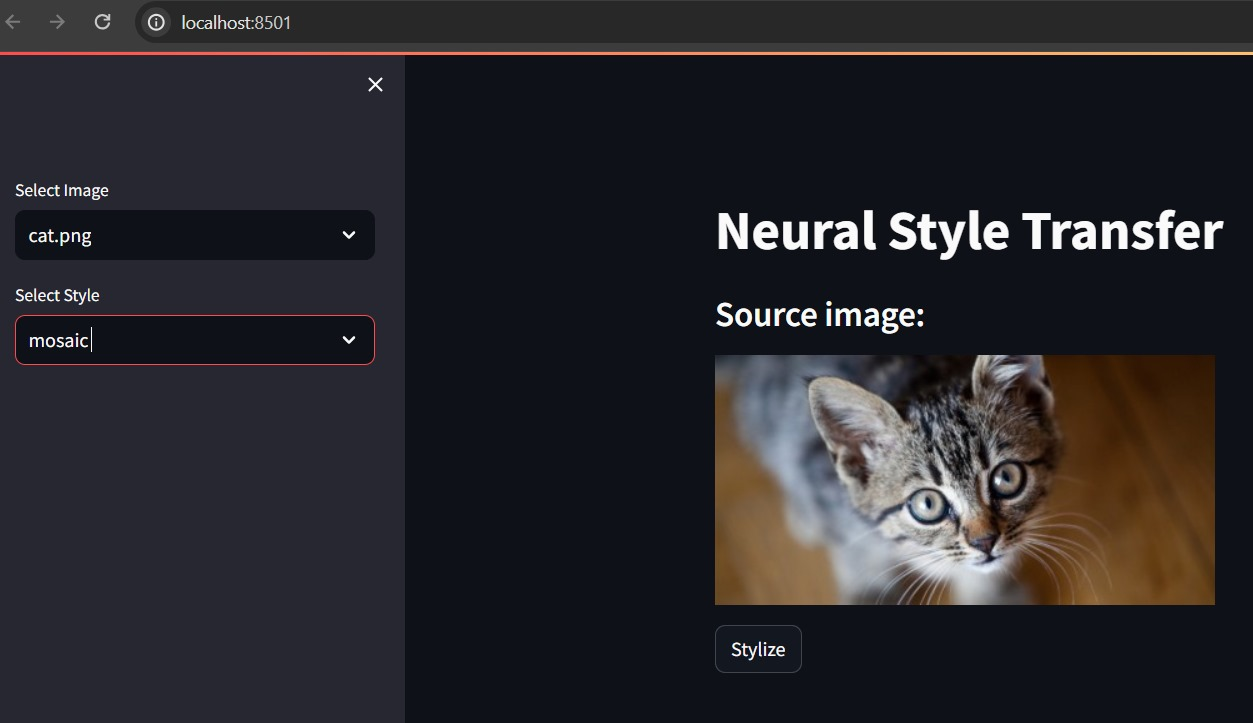 localhost:8501
Select Image
cat.png
Select Style
mosaic
Neural Style Transfer
Source image:
Stylize